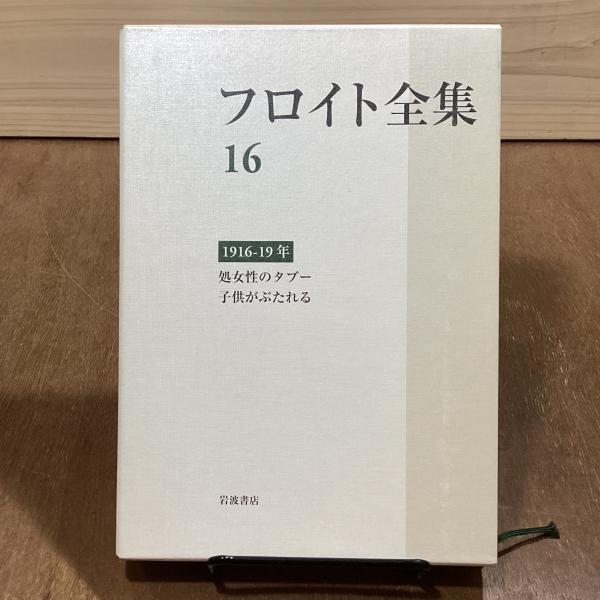 フロイト全集
16
1916-19年
処女性のタブー
子供がぶたれる
岩波書店